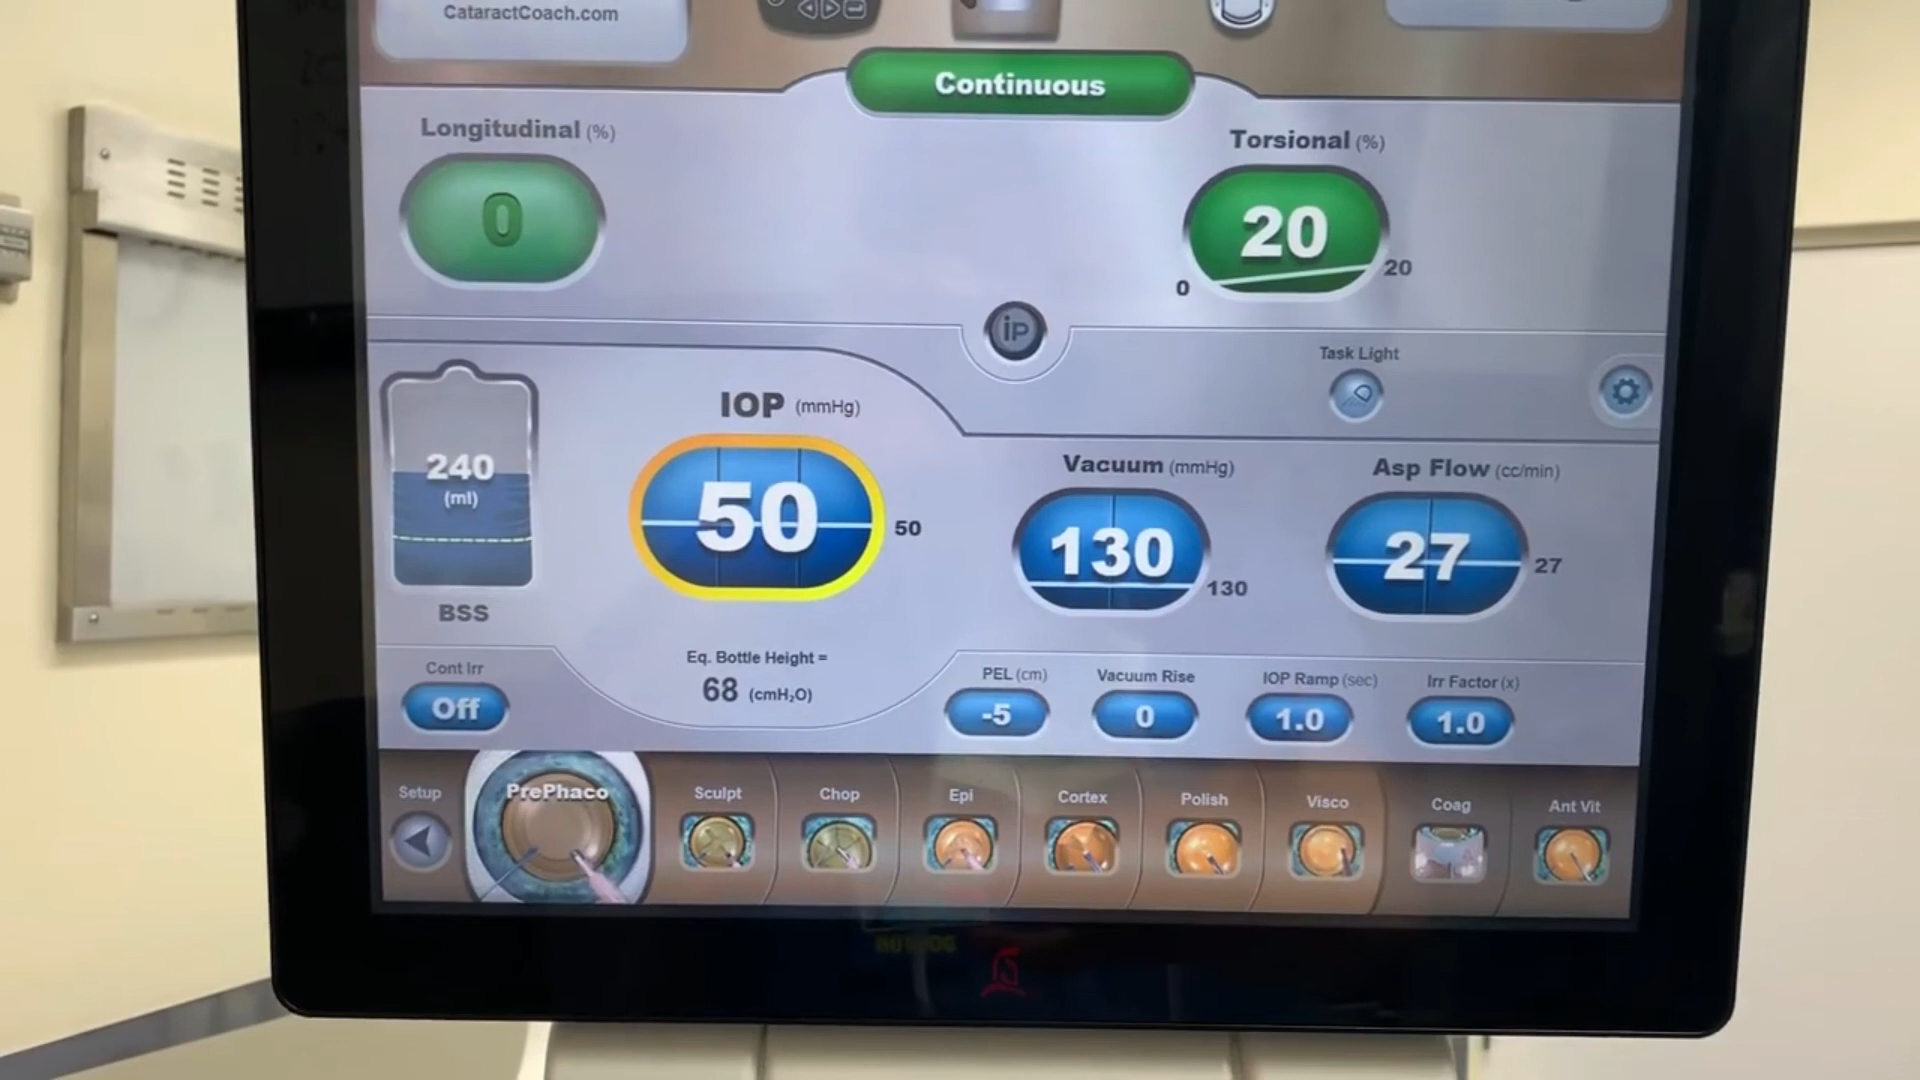 CataractCoach.com
Continuous
Longitudinal (%)
0
Torsional (%)
20
0
20
iP
Task Light
240
(ml)
BSS
IOP (mmHg)
50
50
Vacuum (mmHg)
130
130
Asp Flow (cc/min)
27
27
Eq. Bottle Height =
68 (cmH₂O)
Cont Irr
Off
PEL (cm)
-5
Vacuum Rise
0
IOP Ramp (sec)
1.0
Irr Factor (x)
1.0
Setup
PrePhaco
Sculpt
Chop
Epi
Cortex
Polish
Visco
Coag
Ant Vit